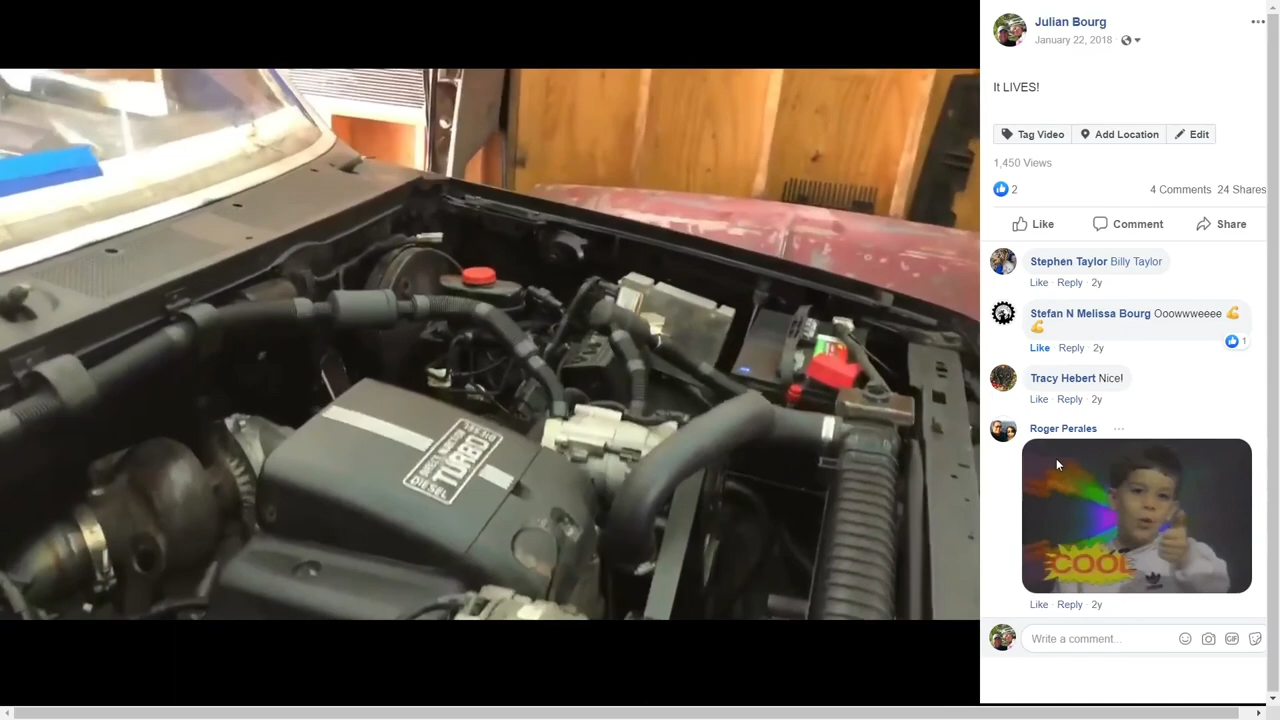 Julian Bourg
January 22, 2018 ·
It LIVES!
Tag Video
Add Location
Edit
1,450 Views
2
4 Comments 24 Shares
Like
Comment
Share
Stephen Taylor Billy Taylor
Like · Reply · 2y
Stefan N Melissa Bourg Ooowwweeee 💪
💪
1
Like · Reply · 2y
Tracy Hebert Nice!
Like · Reply · 2y
Roger Perales
COOL
Like · Reply · 2y
Write a comment...
GIF
TURBO
DIESEL